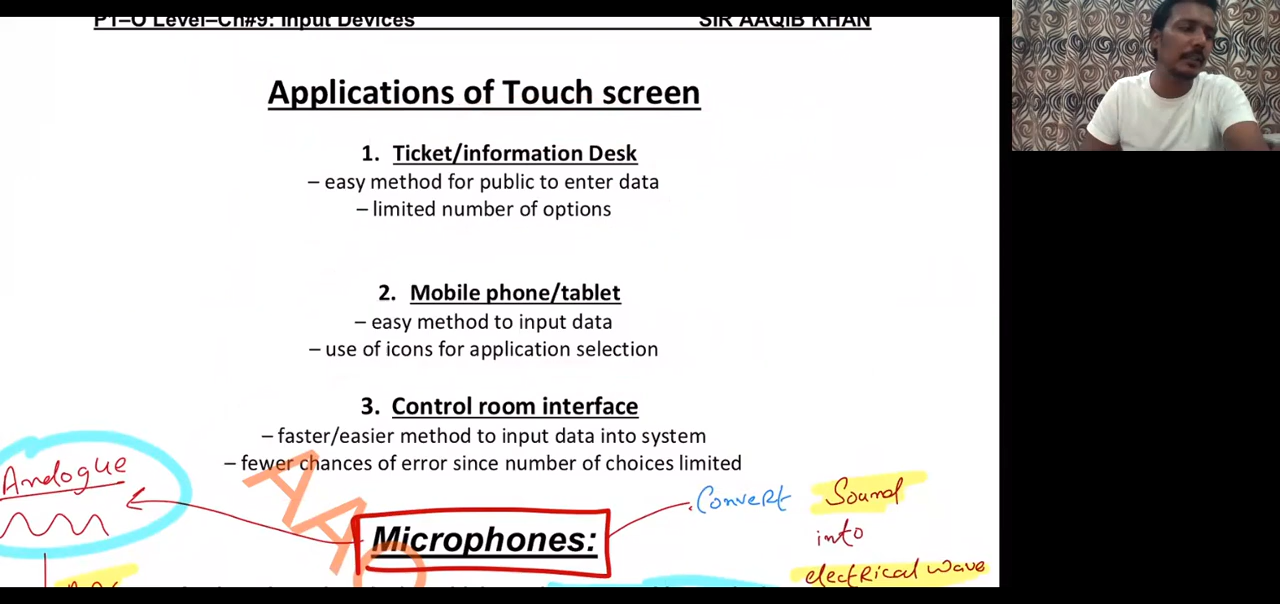 P1–O Level–Ch#9: Input Devices SIR AAQIB KHAN
Applications of Touch screen
1. Ticket/information Desk
– easy method for public to enter data
– limited number of options
2. Mobile phone/tablet
– easy method to input data
– use of icons for application selection
3. Control room interface
– faster/easier method to input data into system
– fewer chances of error since number of choices limited
Analogue
Convert Sound
into
electrical wave
Microphones: